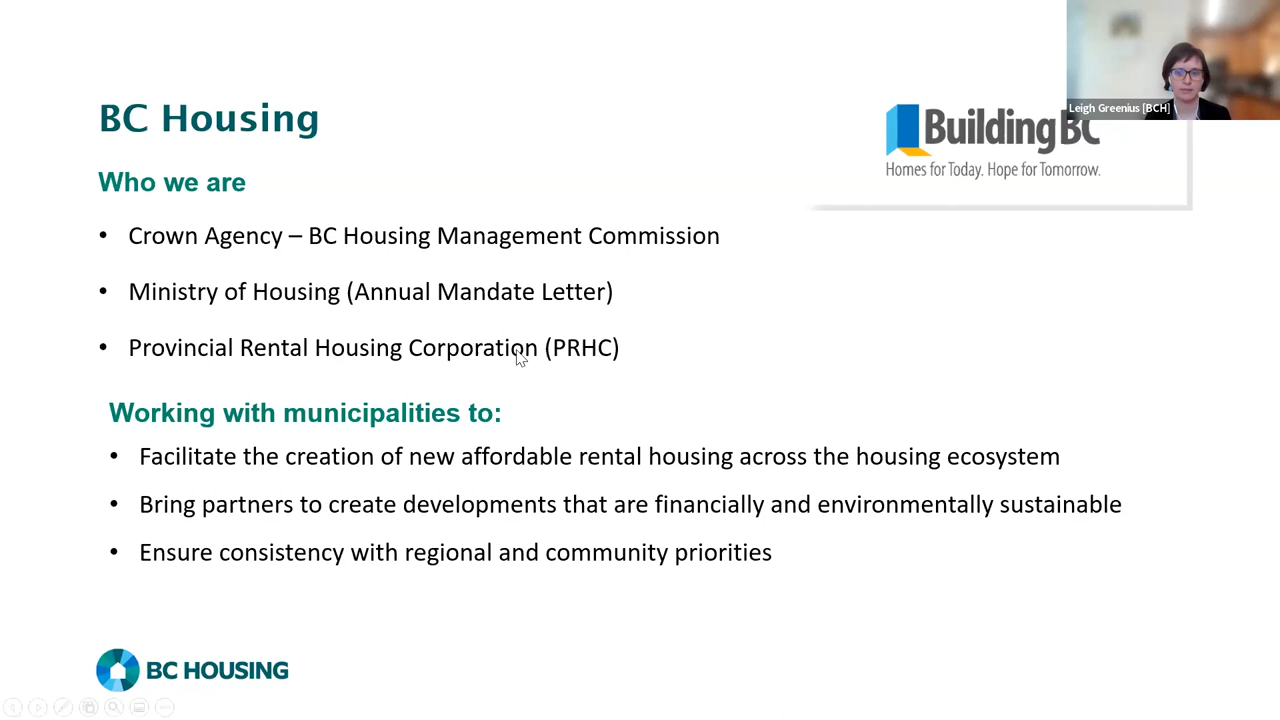 Leigh Greenius [BCH]
BC Housing
Building BC
Homes for Today. Hope for Tomorrow.
Who we are
• Crown Agency – BC Housing Management Commission
• Ministry of Housing (Annual Mandate Letter)
• Provincial Rental Housing Corporation (PRHC)
Working with municipalities to:
• Facilitate the creation of new affordable rental housing across the housing ecosystem
• Bring partners to create developments that are financially and environmentally sustainable
• Ensure consistency with regional and community priorities
BC HOUSING